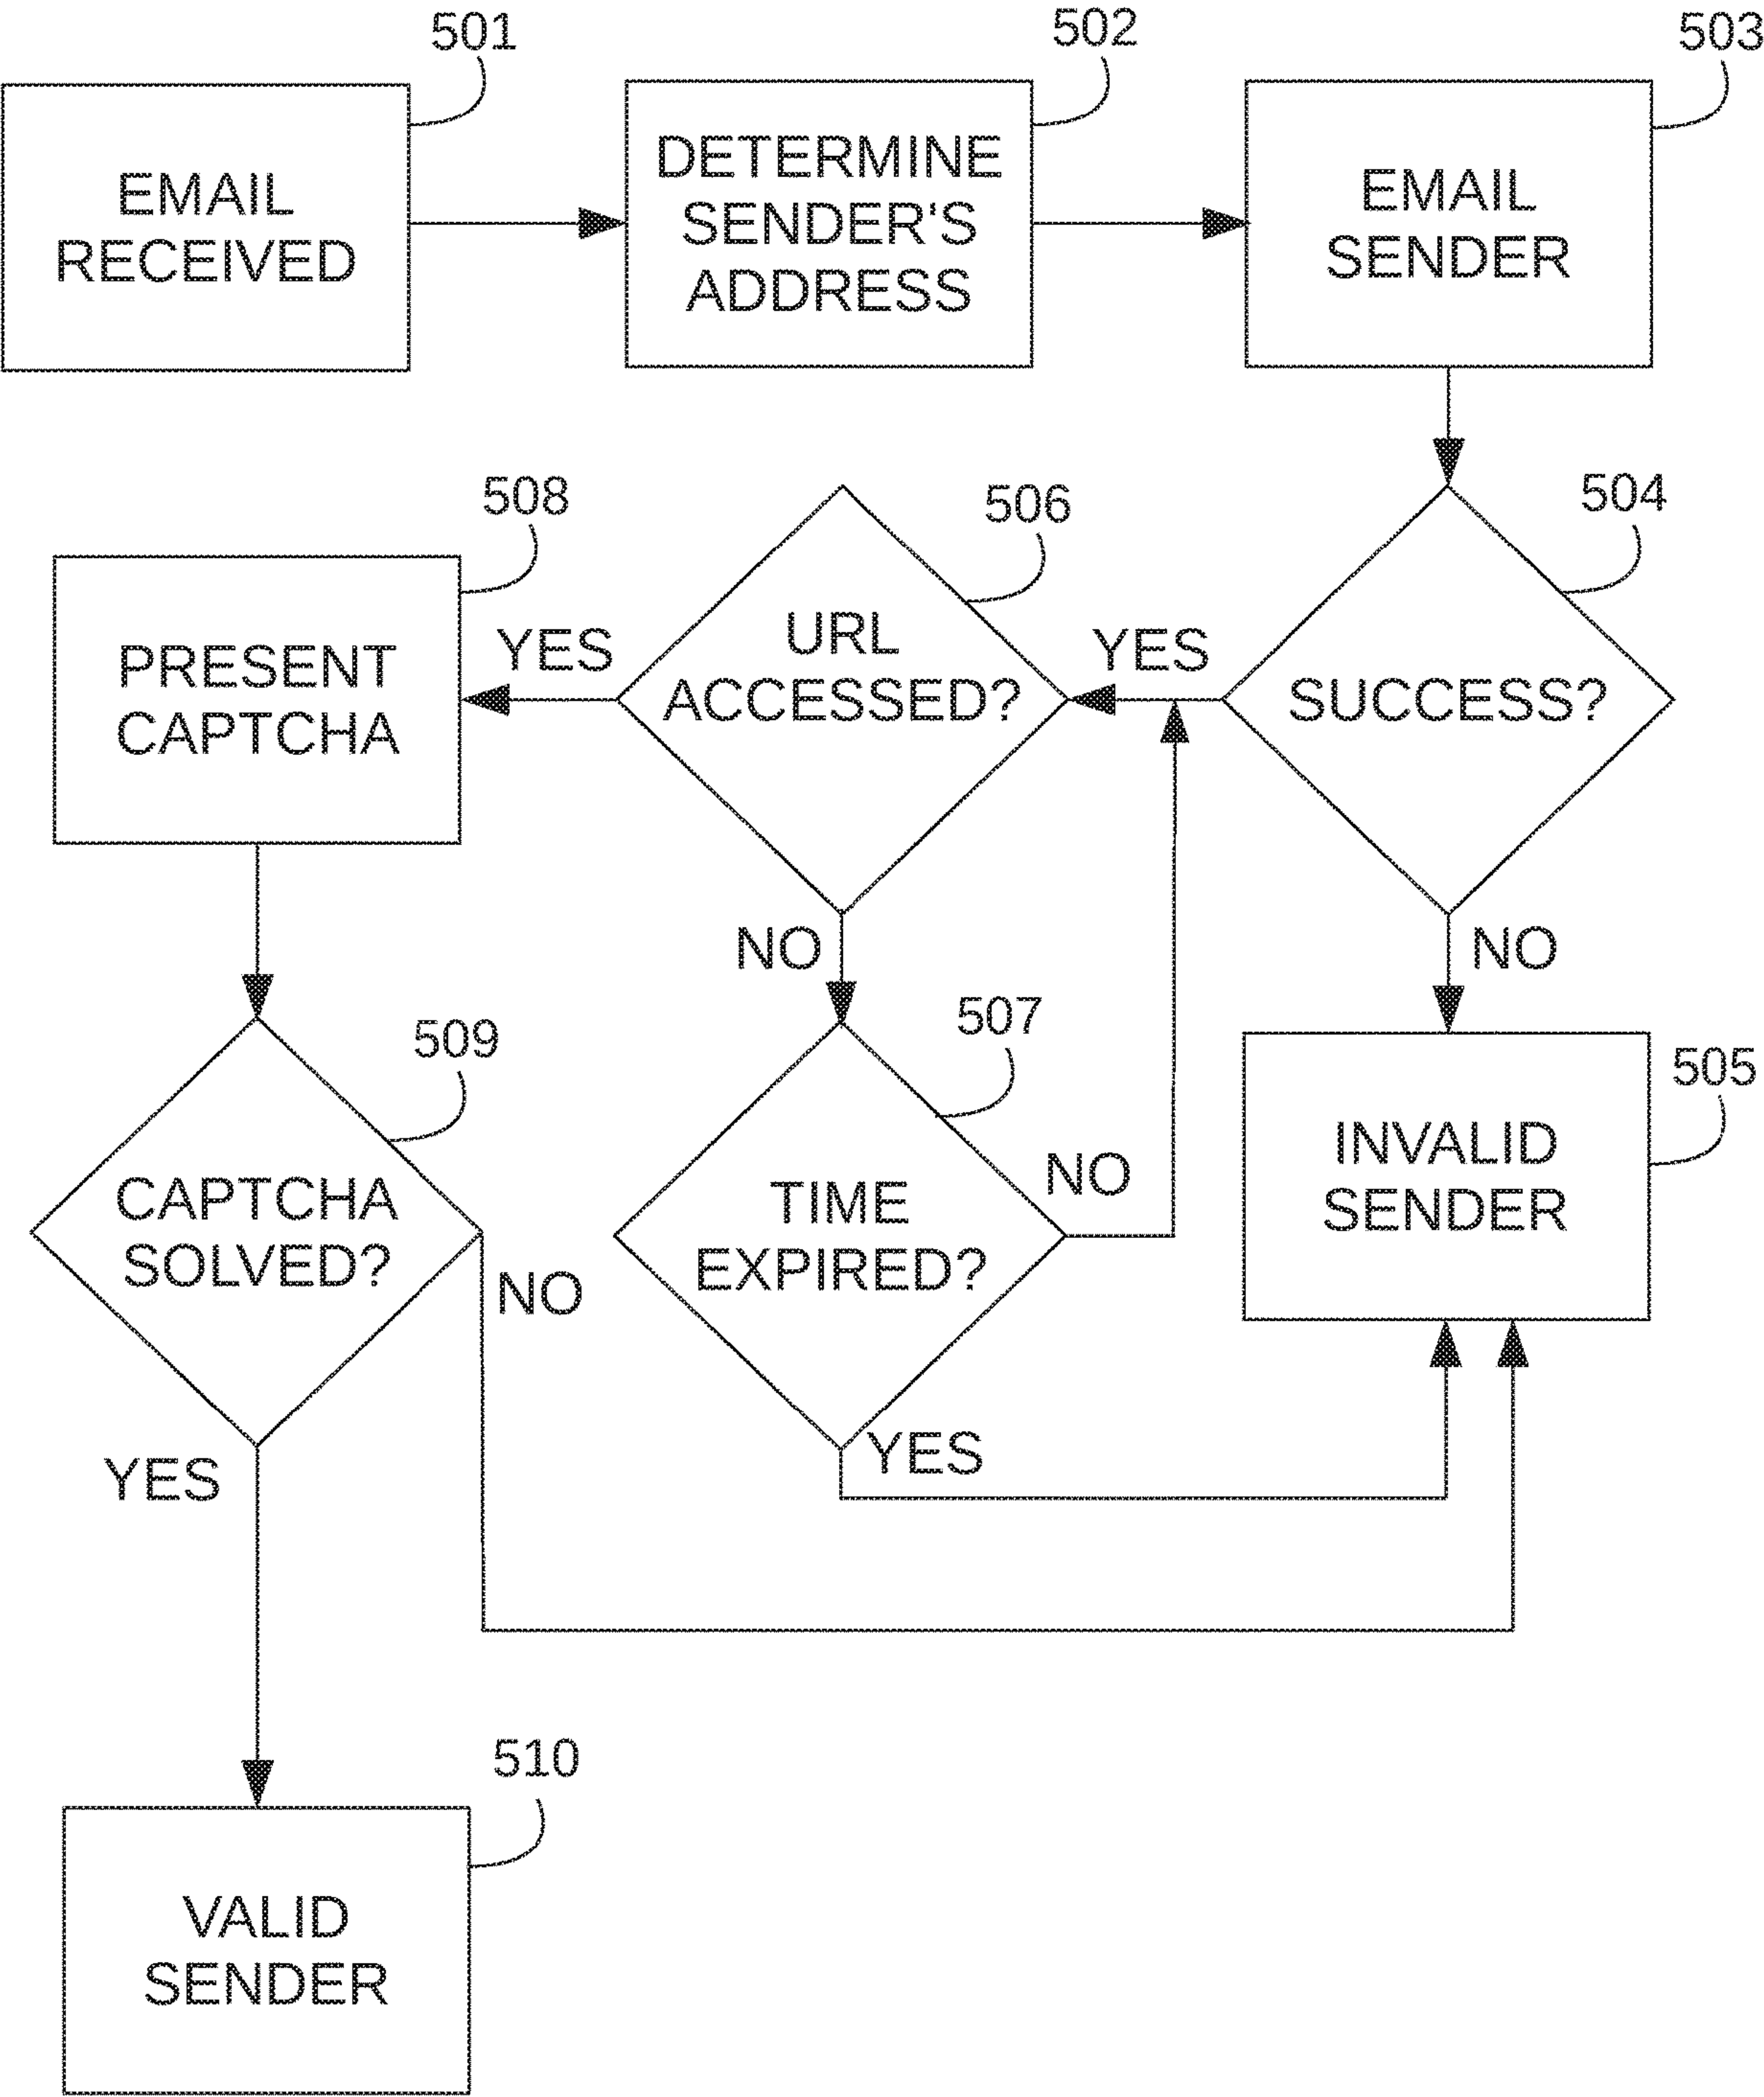 501
502
503
EMAIL
RECEIVED
DETERMINE
SENDER‘S
ADDRESS
EMAIL
SENDER
508
506
504
PRESENT
CAPTCHA
YES
URL
ACCESSED?
YES
SUCCESS?
NO
NO
509
507
505
CAPTCHA
SOLVED?
NO
TIME
EXPIRED?
NO
INVALID
SENDER
YES
YES
510
VALID
SENDER